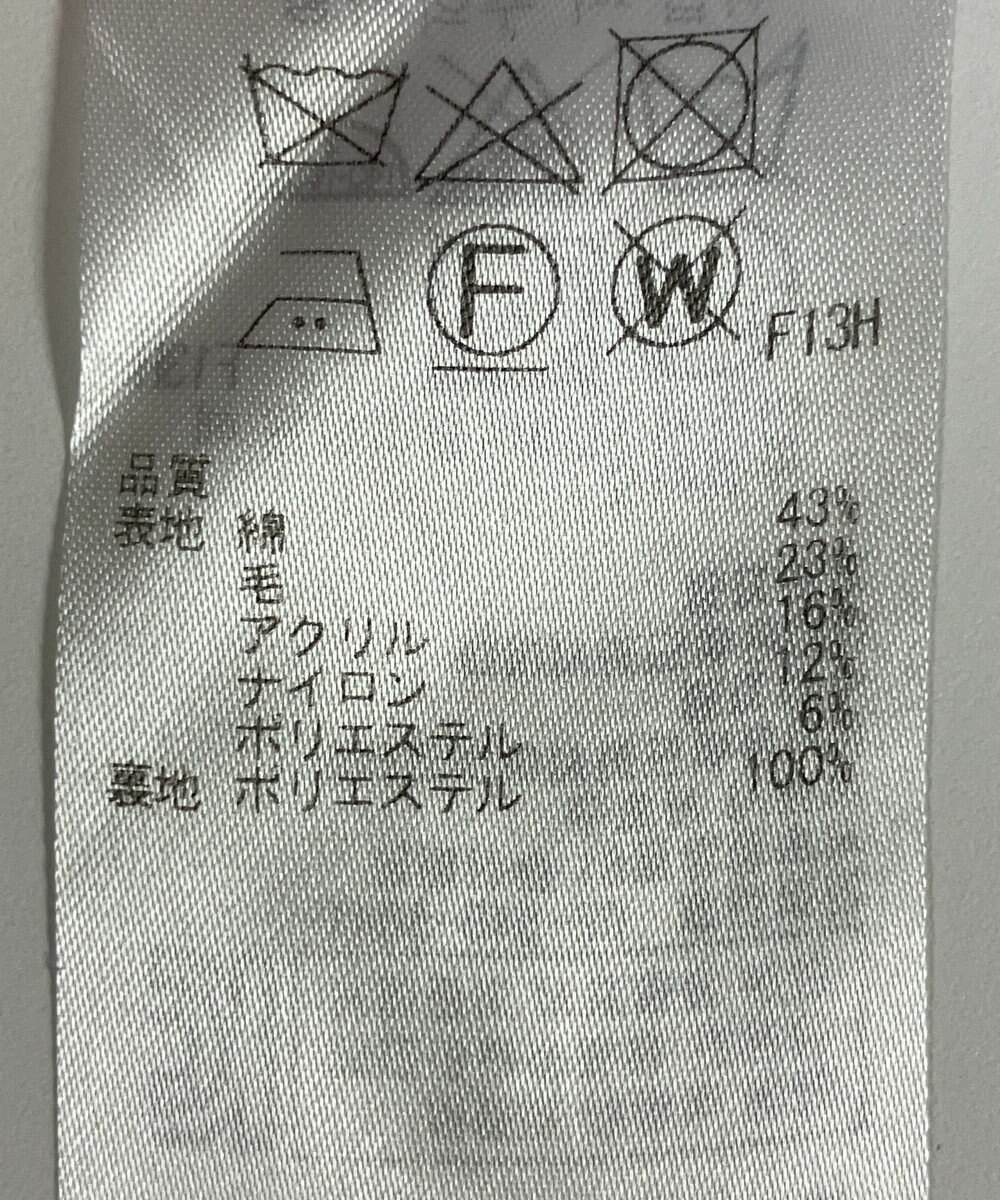 F W F13H
品質
表地 綿 43%
毛 23%
アクリル 16%
ナイロン 12%
ポリエステル 6%
裏地 ポリエステル 100%